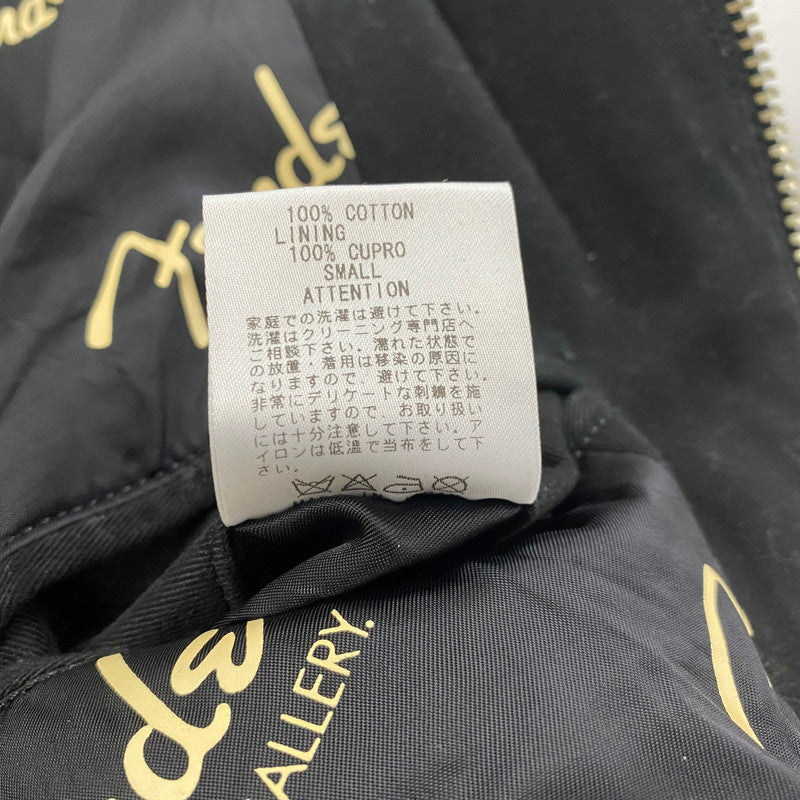 100% COTTON
LINING
100% CUPRO
SMALL
ATTENTION
家庭での洗濯は避けて下さい。
洗濯はクリーニング専門店へ
ご相談下さい。濡れた状態で
の放置・着用は移染の原因に
なりますので、避けて下さい。
非常にデリケートな刺繍を施
していますので、お取り扱い
には十分注意して下さい。ア
イロンは低温で当布をして下
さい。
ALLERY.